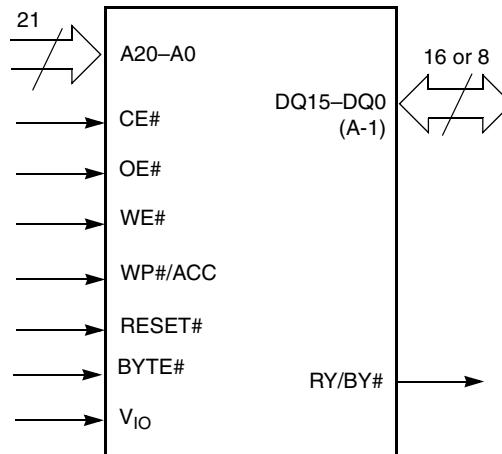 21
A20–A0
16 or 8
DQ15–DQ0
(A-1)
CE#
OE#
WE#
WP#/ACC
RESET#
BYTE#
RY/BY#
VIO